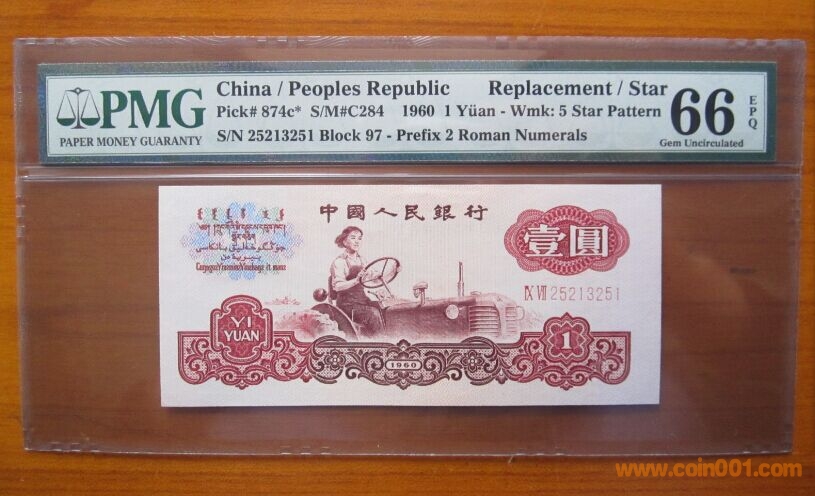 PMG
PAPER MONEY GUARANTY
China / Peoples Republic Replacement / Star
Pick# 874c* S/M#C284 1960 1 Yüan - Wmk: 5 Star Pattern
S/N 25213251 Block 97 - Prefix 2 Roman Numerals
66
EPQ
Gem Uncirculated
中國人民銀行
壹圓
IX VII 25213251
YI
YUAN
1960
1
www.coin001.com